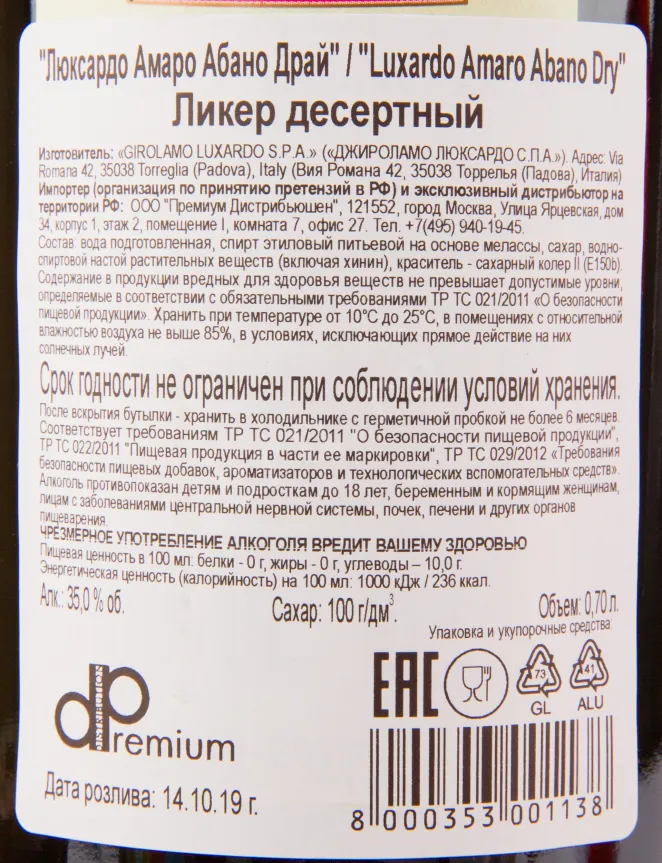 "Люксардо Амаро Абано Драй" / "Luxardo Amaro Abano Dry"
Ликер десертный
Изготовитель: «GIROLAMO LUXARDO S.P.A.» («ДЖИРОЛАМО ЛЮКСАРДО С.П.А.»). Адрес: Via
Romana 42, 35038 Torreglia (Padova), Italy (Вия Романа 42, 35038 Торрелья (Падова), Италия)
Импортер (организация по принятию претензий в РФ) и эксклюзивный дистрибьютор на
территории РФ: ООО "Премиум Дистрибьюшен", 121552, город Москва, Улица Ярцевская, дом
34, корпус 1, этаж 2, помещение I, комната 7, офис 27. Тел. +7(495) 940-19-45.
Состав: вода подготовленная, спирт этиловый питьевой на основе мелассы, сахар, водно-
спиртовой настой растительных веществ (включая хинин), краситель - сахарный колер II (E150b).
Содержание в продукции вредных для здоровья веществ не превышает допустимые уровни,
определяемые в соответствии с обязательными требованиями ТР ТС 021/2011 «О безопасности
пищевой продукции». Хранить при температуре от 10°С до 25°С, в помещениях с относительной
влажностью воздуха не выше 85%, в условиях, исключающих прямое действие на них
солнечных лучей.
Срок годности не ограничен при соблюдении условий хранения.
После вскрытия бутылки - хранить в холодильнике с герметичной пробкой не более 6 месяцев.
Соответствует требованиям ТР ТС 021/2011 "О безопасности пищевой продукции",
ТР ТС 022/2011 "Пищевая продукция в части ее маркировки", ТР ТС 029/2012 «Требования
безопасности пищевых добавок, ароматизаторов и технологических вспомогательных средств».
Алкоголь противопоказан детям и подросткам до 18 лет, беременным и кормящим женщинам,
лицам с заболеваниями центральной нервной системы, почек, печени и других органов
пищеварения.
ЧРЕЗМЕРНОЕ УПОТРЕБЛЕНИЕ АЛКОГОЛЯ ВРЕДИТ ВАШЕМУ ЗДОРОВЬЮ
Пищевая ценность в 100 мл: белки - 0 г, жиры - 0 г, углеводы – 10,0 г.
Энергетическая ценность (калорийность) на 100 мл: 1000 кДж / 236 ккал.
Алк.: 35,0 % об. Сахар: 100 г/дм³. Объем: 0,70 л.
Упаковка и укупорочные средства:
EAC 73 41
GL ALU
dPremium
DISTRIBUTION
Дата розлива: 14.10.19 г.
8 000353 001138